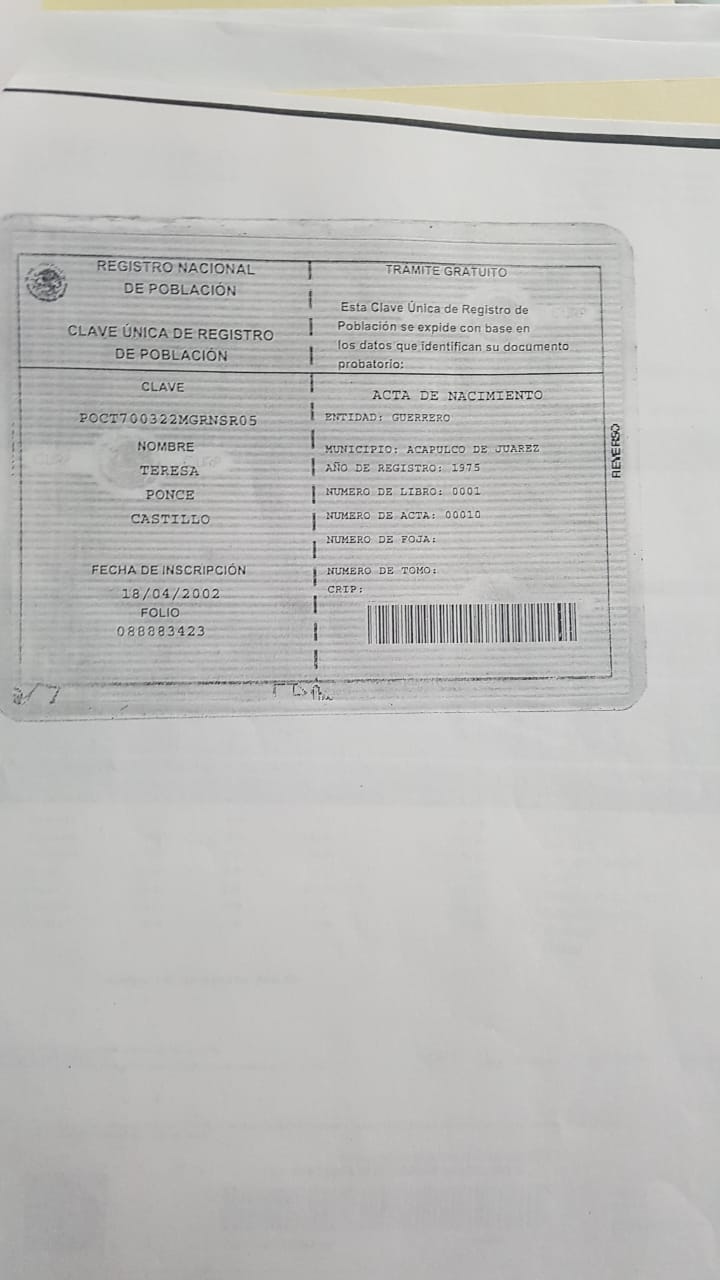 REGISTRO NACIONAL
DE POBLACIÓN
CLAVE ÚNICA DE REGISTRO
DE POBLACIÓN
CLAVE
POCT700322MGRNSR05
NOMBRE
TERESA
PONCE
CASTILLO
FECHA DE INSCRIPCIÓN
18/04/2002
FOLIO
088883423
TRÁMITE GRATUITO
Esta Clave Única de Registro de
Población se expide con base en
los datos que identifican su documento
probatorio:
ACTA DE NACIMIENTO
ENTIDAD: GUERRERO
MUNICIPIO: ACAPULCO DE JUAREZ
AÑO DE REGISTRO: 1975
NUMERO DE LIBRO: 0001
NUMERO DE ACTA: 00010
NUMERO DE FOJA:
NUMERO DE TOMO:
CRIP:
REVERSO